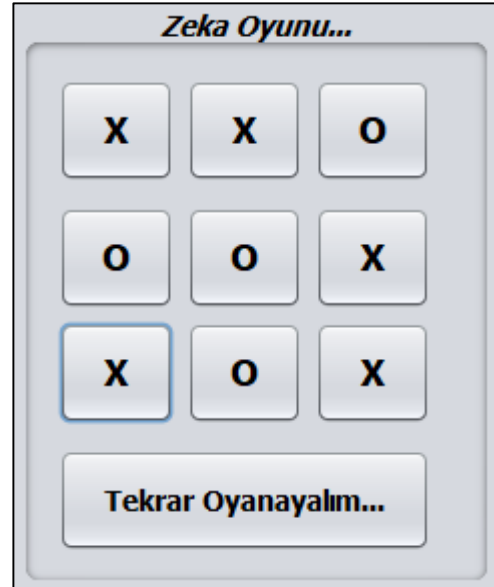 Zeka Oyunu...
X X O
O O X
X O X
Tekrar Oyanayalım...